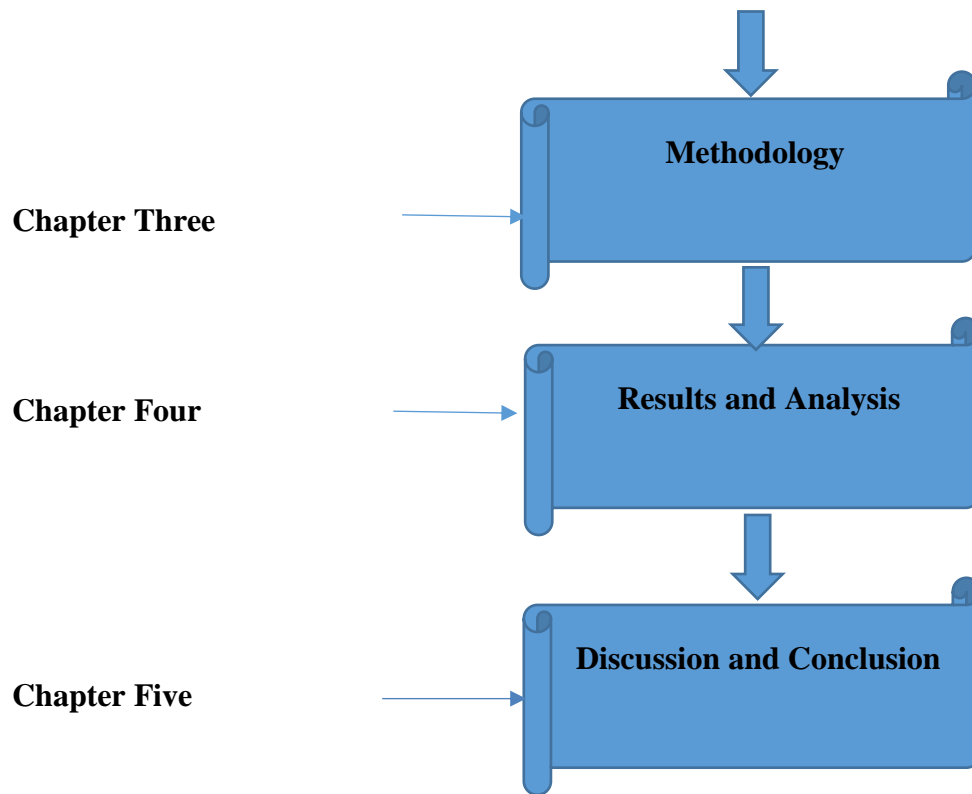 Methodology
Chapter Three
Results and Analysis
Chapter Four
Discussion and Conclusion
Chapter Five